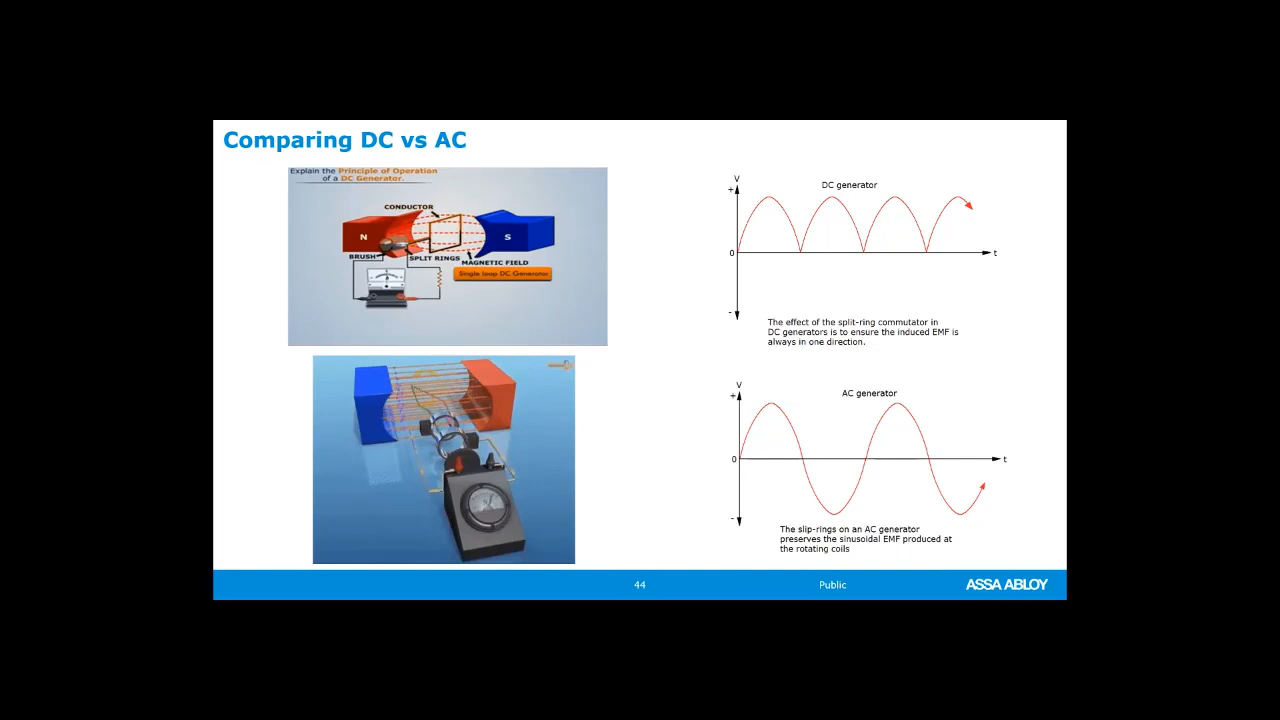 Comparing DC vs AC
Explain the Principle of Operation
of a DC Generator.
CONDUCTOR
N
S
BRUSH
SPLIT RINGS
MAGNETIC FIELD
Single loop DC Generator
V
+
DC generator
0
t
-
The effect of the split-ring commutator in
DC generators is to ensure the induced EMF is
always in one direction.
V
+
AC generator
0
t
-
The slip-rings on an AC generator
preserves the sinusoidal EMF produced at
the rotating coils
44
Public
ASSA ABLOY